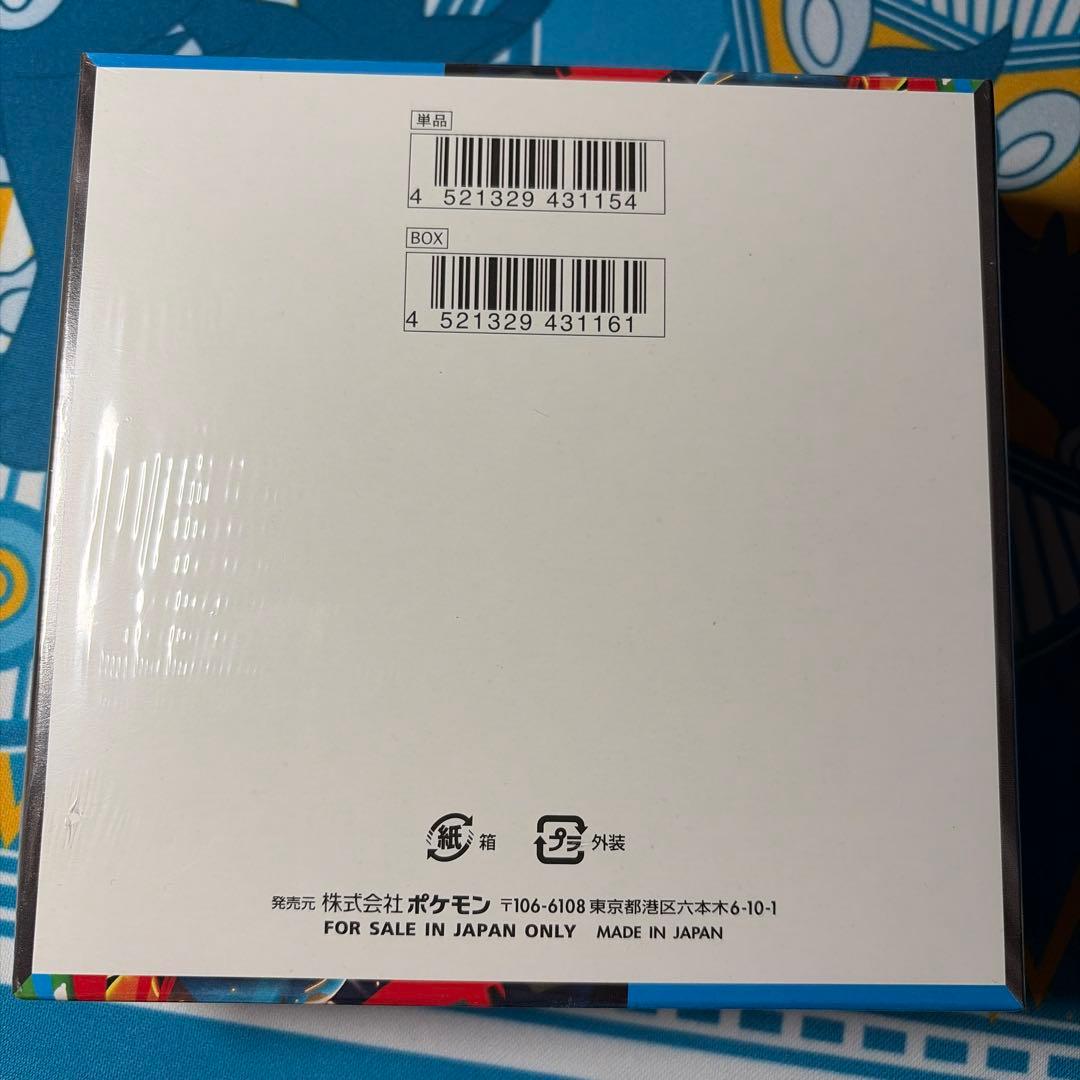 単品
4 521329 431154
BOX
4 521329 431161
紙 箱 プラ 外装
発売元 株式会社ポケモン 〒106-6108 東京都港区六本木6-10-1
FOR SALE IN JAPAN ONLY MADE IN JAPAN